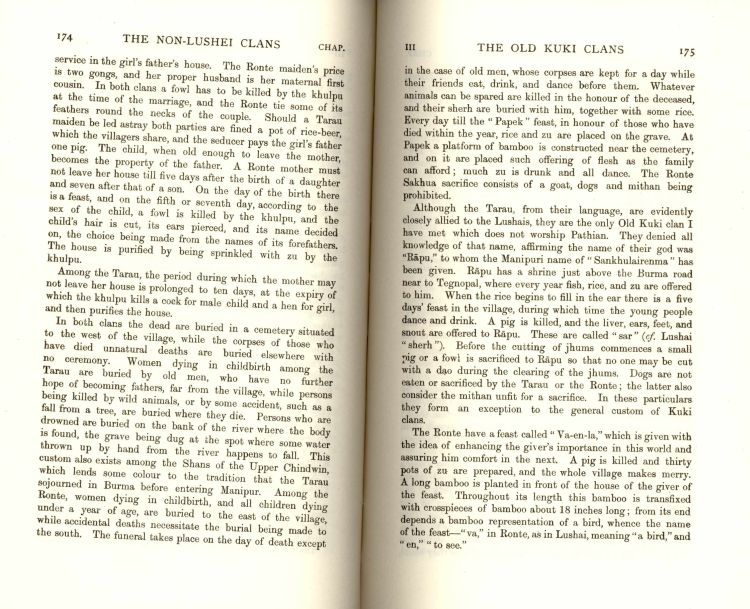 174 THE NON-LUSHEI CLANS CHAP.
service in the girl's father's house. The Ronte maiden's price
is two gongs, and her proper husband is her maternal first
cousin. In both clans a fowl has to be killed by the khulpu
at the time of the marriage, and the Ronte tie some of its
feathers round the necks of the couple. Should a Tarau
maiden be led astray both parties are fined a pot of rice-beer,
which the villagers share, and the seducer pays the girl's father
one pig. The child, when old enough to leave the mother,
becomes the property of the father. A Ronte mother must
not leave her house till five days after the birth of a daughter
and seven after that of a son. On the day of the birth there
is a feast, and on the fifth or seventh day, according to the
sex of the child, a fowl is killed by the khulpu, and the
child's hair is cut, its ears pierced, and its name decided
on, the choice being made from the names of its forefathers.
The house is purified by being sprinkled with zu by the
khulpu.
Among the Tarau, the period during which the mother may
not leave her house is prolonged to ten days, at the expiry of
which the khulpu kills a cock for male child and a hen for girl,
and then purifies the house.
In both clans the dead are buried in a cemetery situated
to the west of the village, while the corpses of those who
have died unnatural deaths are buried elsewhere with
no ceremony. Women dying in childbirth among the
Tarau are buried by old men, who have no further
hope of becoming fathers, far from the village, while persons
being killed by wild animals, or by some accident, such as a
fall from a tree, are buried where they die. Persons who are
drowned are buried on the bank of the river where the body
is found, the grave being dug at the spot where some water
thrown up by hand from the river happens to fall. This
custom also exists among the Shans of the Upper Chindwin,
which lends some colour to the tradition that the Tarau
sojourned in Burma before entering Manipur. Among the
Ronte, women dying in childbirth, and all children dying
under a year of age, are buried to the east of the village,
while accidental deaths necessitate the burial being made to
the south. The funeral takes place on the day of death except
III THE OLD KUKI CLANS 175
in the case of old men, whose corpses are kept for a day while
their friends eat, drink, and dance before them. Whatever
animals can be spared are killed in the honour of the deceased,
and their sherh are buried with him, together with some rice.
Every day till the "Papek" feast, in honour of those who have
died within the year, rice and zu are placed on the grave. At
Papek a platform of bamboo is constructed near the cemetery,
and on it are placed such offering of flesh as the family
can afford; much zu is drunk and all dance. The Ronte
Sakhua sacrifice consists of a goat, dogs and mithan being
prohibited.
Although the Tarau, from their language, are evidently
closely allied to the Lushais, they are the only Old Kuki clan I
have met which does not worship Pathian. They denied all
knowledge of that name, affirming the name of their god was
"Rāpu," to whom the Manipuri name of "Sankhulairenma" has
been given. Rāpu has a shrine just above the Burma road
near to Tegnopal, where every year fish, rice, and zu are offered
to him. When the rice begins to fill in the ear there is a five
days' feast in the village, during which time the young people
dance and drink. A pig is killed, and the liver, ears, feet, and
snout are offered to Rāpu. These are called "sar" (cf. Lushai
"sherh"). Before the cutting of jhums commences a small
pig or a fowl is sacrificed to Rāpu so that no one may be cut
with a dao during the clearing of the jhums. Dogs are not
eaten or sacrificed by the Tarau or the Ronte; the latter also
consider the mithan unfit for a sacrifice. In these particulars
they form an exception to the general custom of Kuki
clans.
The Ronte have a feast called "Va-en-la," which is given with
the idea of enhancing the giver's importance in this world and
assuring him comfort in the next. A pig is killed and thirty
pots of zu are prepared, and the whole village makes merry.
A long bamboo is planted in front of the house of the giver of
the feast. Throughout its length this bamboo is transfixed
with crosspieces of bamboo about 18 inches long; from its end
depends a bamboo representation of a bird, whence the name
of the feast—"va," in Ronte, as in Lushai, meaning "a bird," and
"en," "to see."